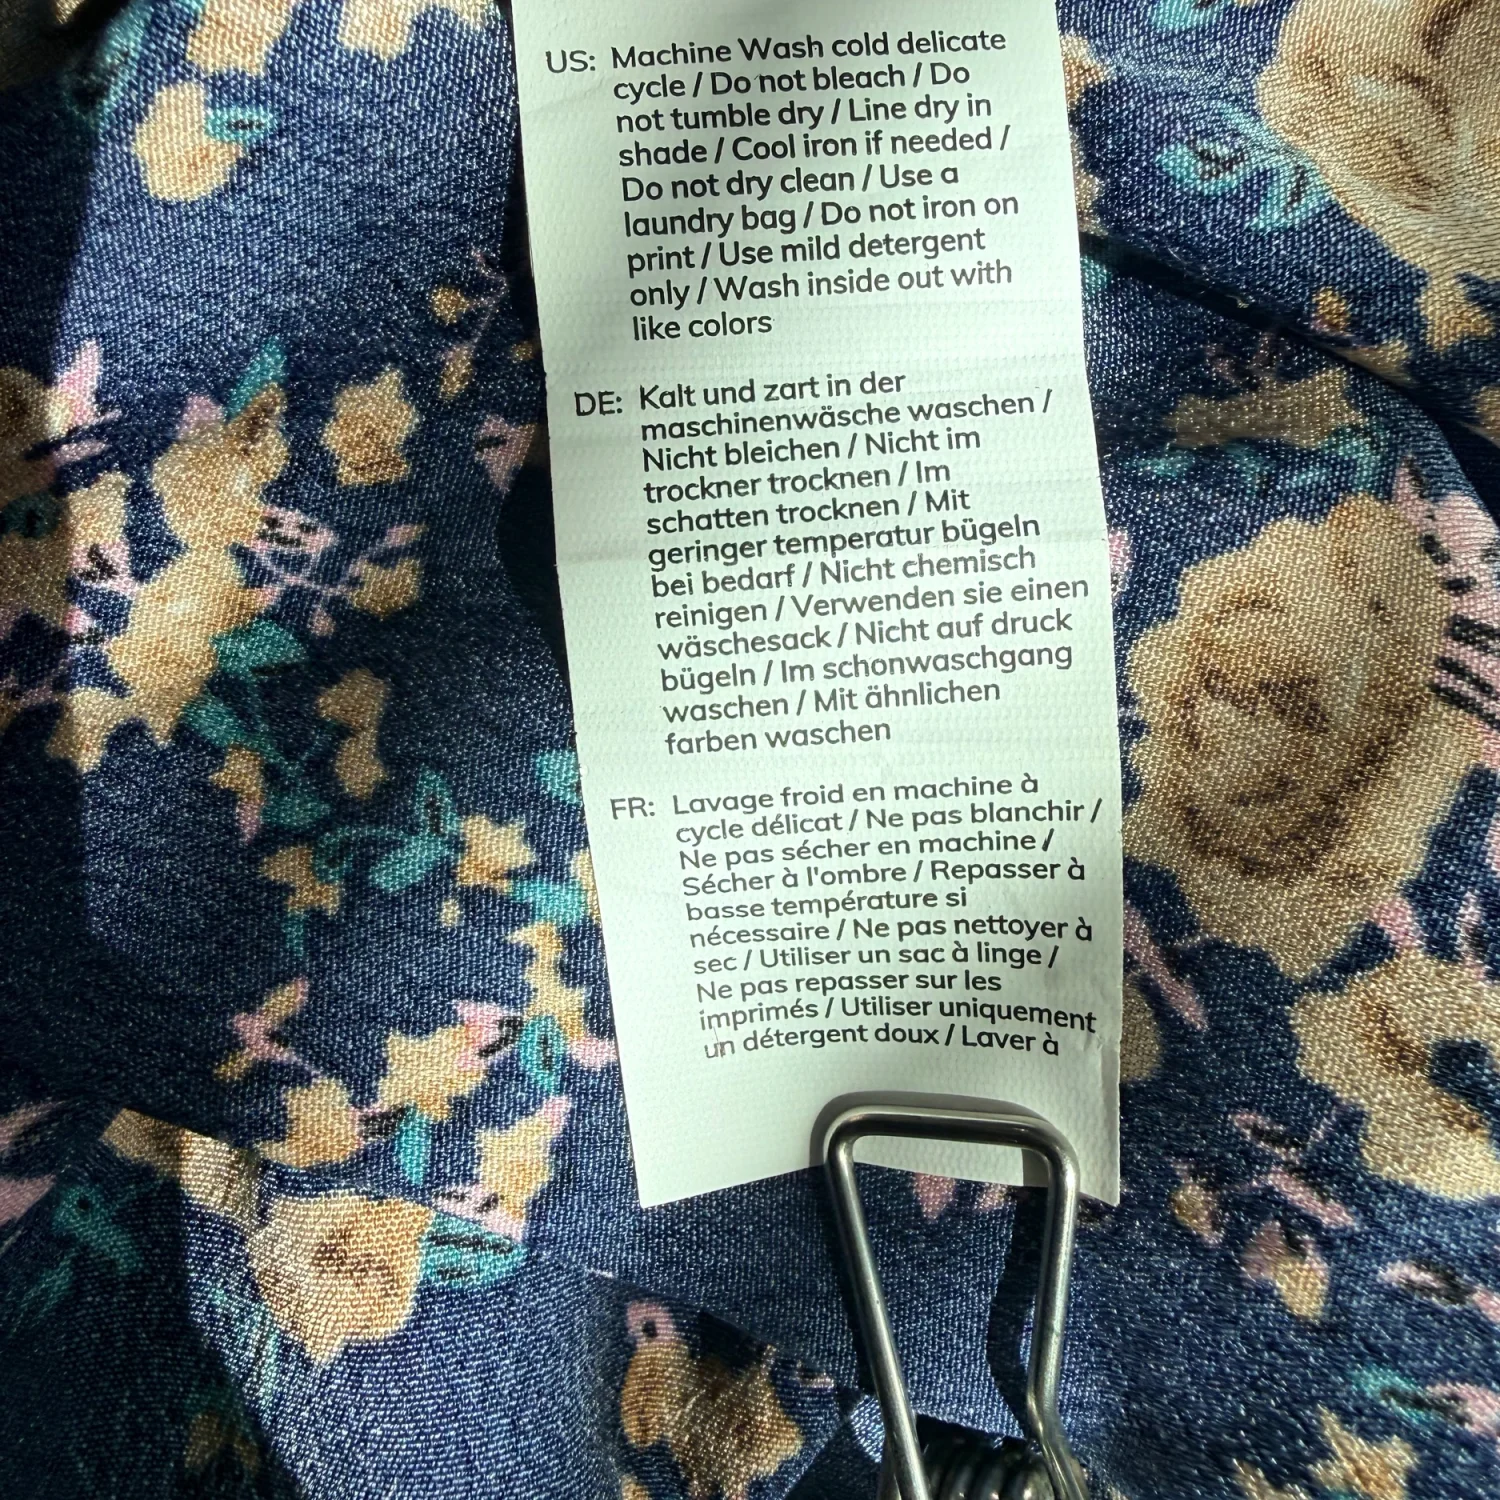 US: Machine Wash cold delicate
cycle / Do not bleach / Do
not tumble dry / Line dry in
shade / Cool iron if needed /
Do not dry clean / Use a
laundry bag / Do not iron on
print / Use mild detergent
only / Wash inside out with
like colors
DE: Kalt und zart in der
maschinenwäsche waschen /
Nicht bleichen / Nicht im
trockner trocknen / Im
schatten trocknen / Mit
geringer temperatur bügeln
bei bedarf / Nicht chemisch
reinigen / Verwenden sie einen
wäschesack / Nicht auf druck
bügeln / Im schonwaschgang
waschen / Mit ähnlichen
farben waschen
FR: Lavage froid en machine à
cycle délicat / Ne pas blanchir /
Ne pas sécher en machine /
Sécher à l'ombre / Repasser à
basse température si
nécessaire / Ne pas nettoyer à
sec / Utiliser un sac à linge /
Ne pas repasser sur les
imprimés / Utiliser uniquement
un détergent doux / Laver à